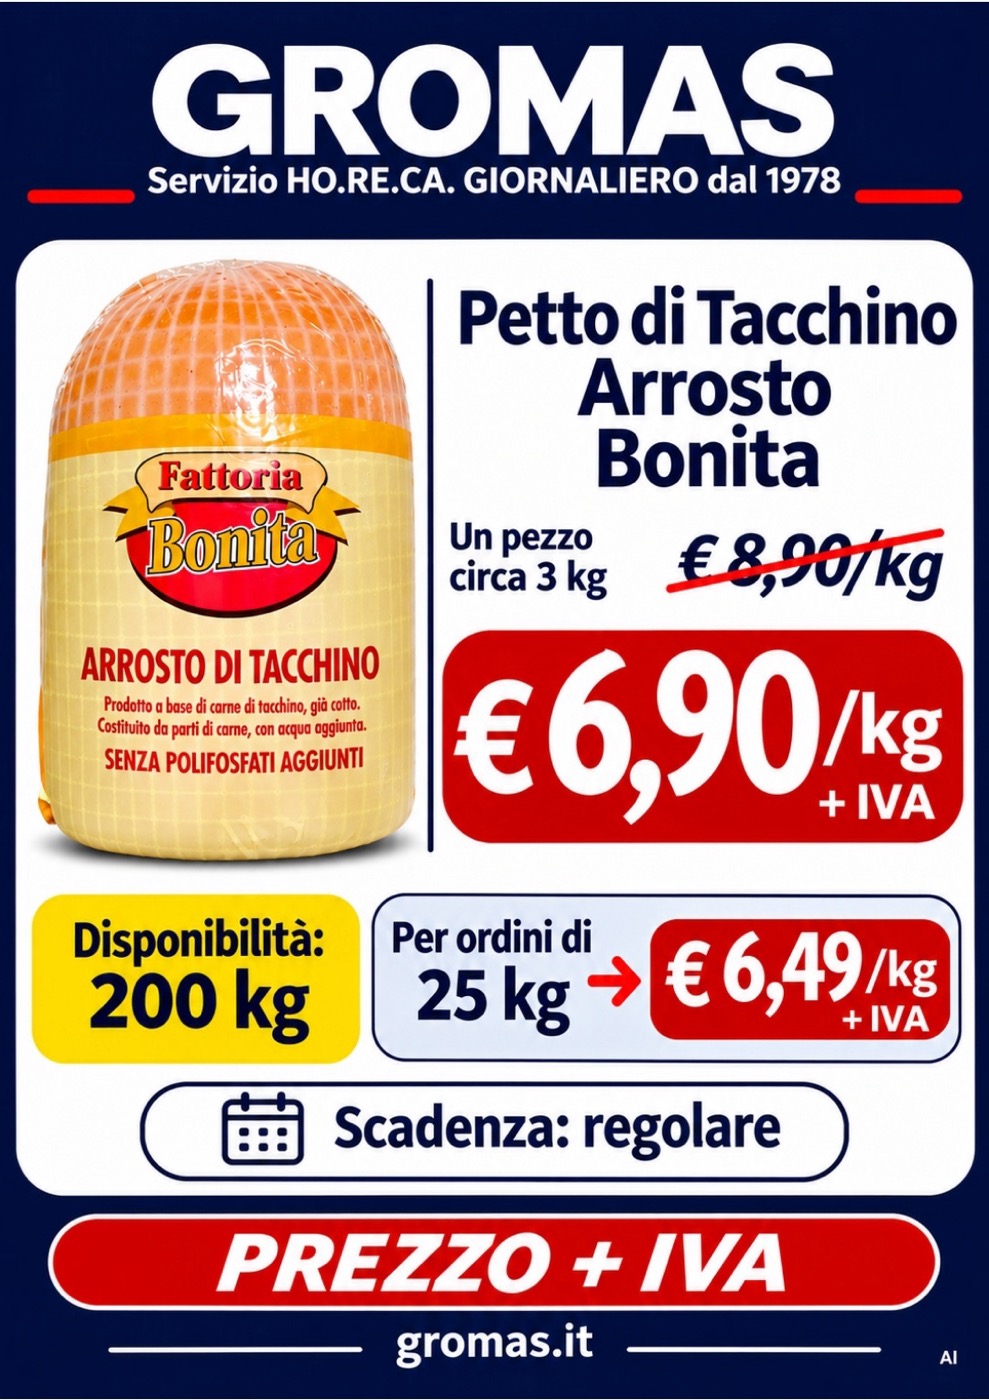 GROMAS
Servizio HO.RE.CA. GIORNALIERO dal 1978
Petto di Tacchino
Arrosto
Bonita
Un pezzo
circa 3 kg
€ 8,90/kg
€ 6,90/kg
+ IVA
Fattoria
Bonita
ARROSTO DI TACCHINO
Prodotto a base di carne di tacchino, già cotto.
Costituito da parti di carne, con acqua aggiunta.
SENZA POLIFOSFATI AGGIUNTI
Disponibilità:
200 kg
Per ordini di
25 kg
€ 6,49/kg
+ IVA
Scadenza: regolare
PREZZO + IVA
gromas.it
AI